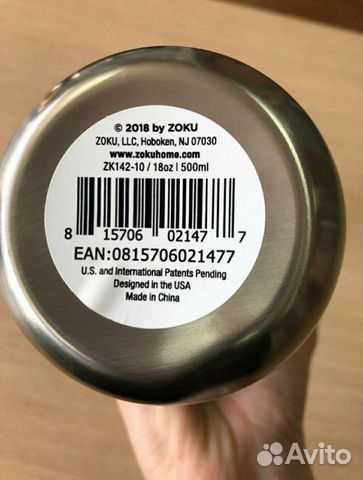 © 2018 by ZOKU
ZOKU, LLC, Hoboken, NJ 07030
www.zokuhome.com
ZK142-10 / 18oz | 500ml
8 15706 02147 7
EAN:0815706021477
U.S. and International Patents Pending
Designed in the USA
Made in China
Avito